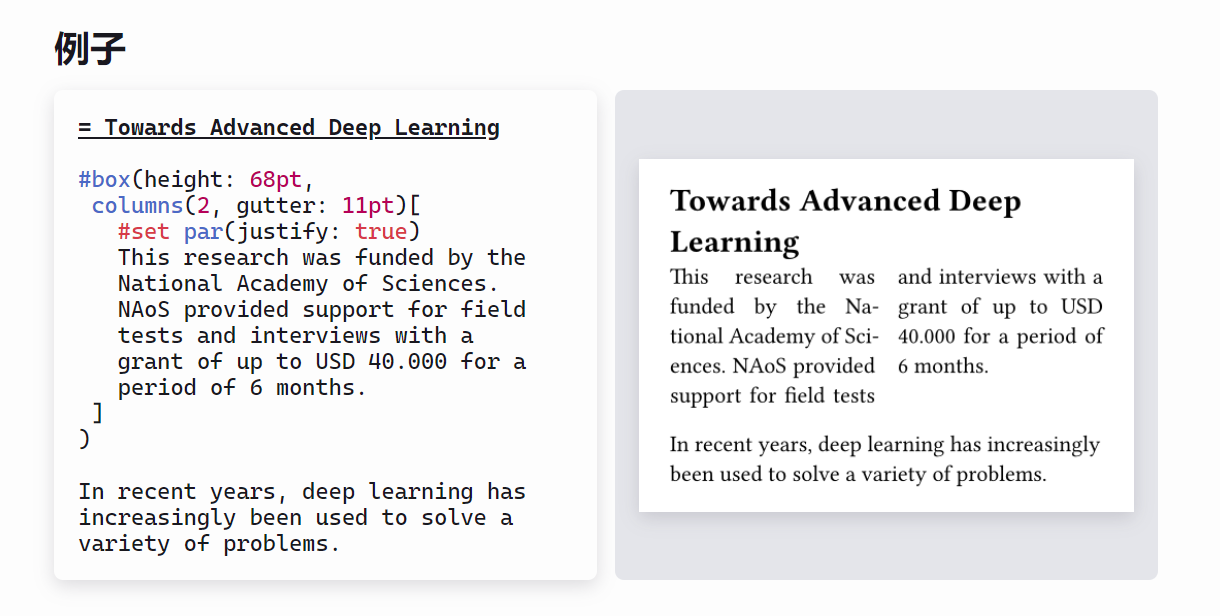 例子
= Towards Advanced Deep Learning
#box(height: 68pt,
 columns(2, gutter: 11pt)[
   #set par(justify: true)
   This research was funded by the
   National Academy of Sciences.
   NAoS provided support for field
   tests and interviews with a
   grant of up to USD 40.000 for a
   period of 6 months.
 ]
)
In recent years, deep learning has
increasingly been used to solve a
variety of problems.
Towards Advanced Deep
Learning
This research was
funded by the Na-
tional Academy of Sci-
ences. NAoS provided
support for field tests
and interviews with a
grant of up to USD
40.000 for a period of
6 months.
In recent years, deep learning has increasingly
been used to solve a variety of problems.